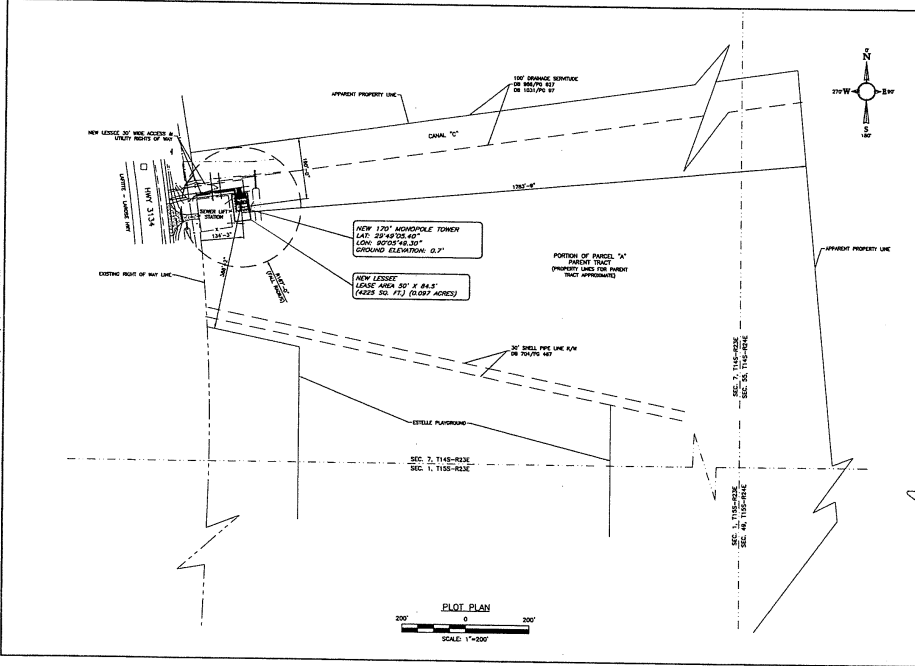 0°
N
270° W
E 90°
S
180°
100' DRAINAGE SERVITUDE
DB 966/PG 627
DB 1031/PG 97
APPARENT PROPERTY LINE
CANAL "C"
NEW LESSEE 30' WIDE ACCESS &
UTILITY RIGHTS OF WAY
LAFITTE - LAROSE HWY
HWY 3134
SEWER LIFT
STATION
134'-3"
1783'-6"
NEW 170' MONOPOLE TOWER
LAT: 29°49'05.40"
LON: 90°05'49.30"
GROUND ELEVATION: 0.7'
NEW LESSEE
LEASE AREA 50' X 84.5'
(4225 SQ. FT.) (0.097 ACRES)
(FALL RADIUS)
PORTION OF PARCEL "A"
PARENT TRACT
(PROPERTY LINES FOR PARENT
TRACT APPROXIMATE)
APPARENT PROPERTY LINE
EXISTING RIGHT OF WAY LINE
30' SHELL PIPE LINE R/W
DB 704/PG 467
SEC. 7, T14S-R23E
SEC. 55, T14S-R24E
ESTELLE PLAYGROUND
SEC. 7, T14S-R23E
SEC. 1, T15S-R23E
SEC. 1, T15S-R23E
SEC. 49, T15S-R24E
PLOT PLAN
200' 0 200'
SCALE: 1"=200'